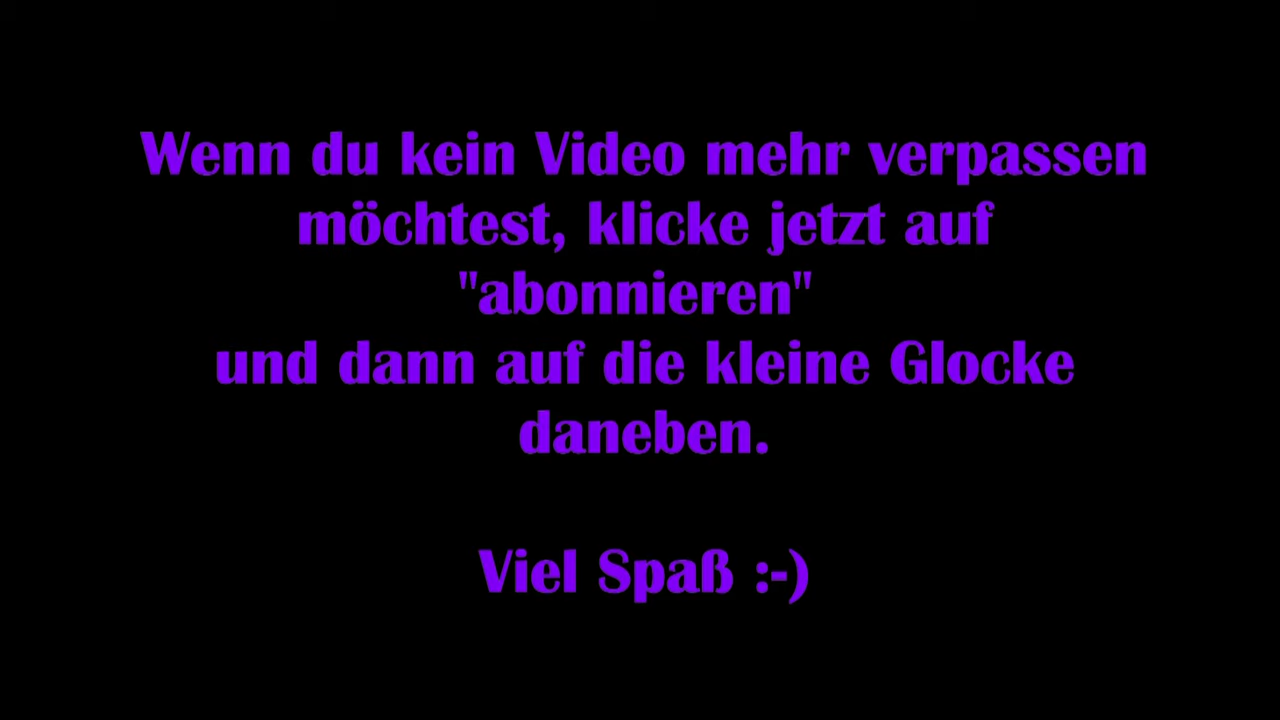 Wenn du kein Video mehr verpassen
möchtest, klicke jetzt auf
"abonnieren"
und dann auf die kleine Glocke
daneben.
Viel Spaß :-)